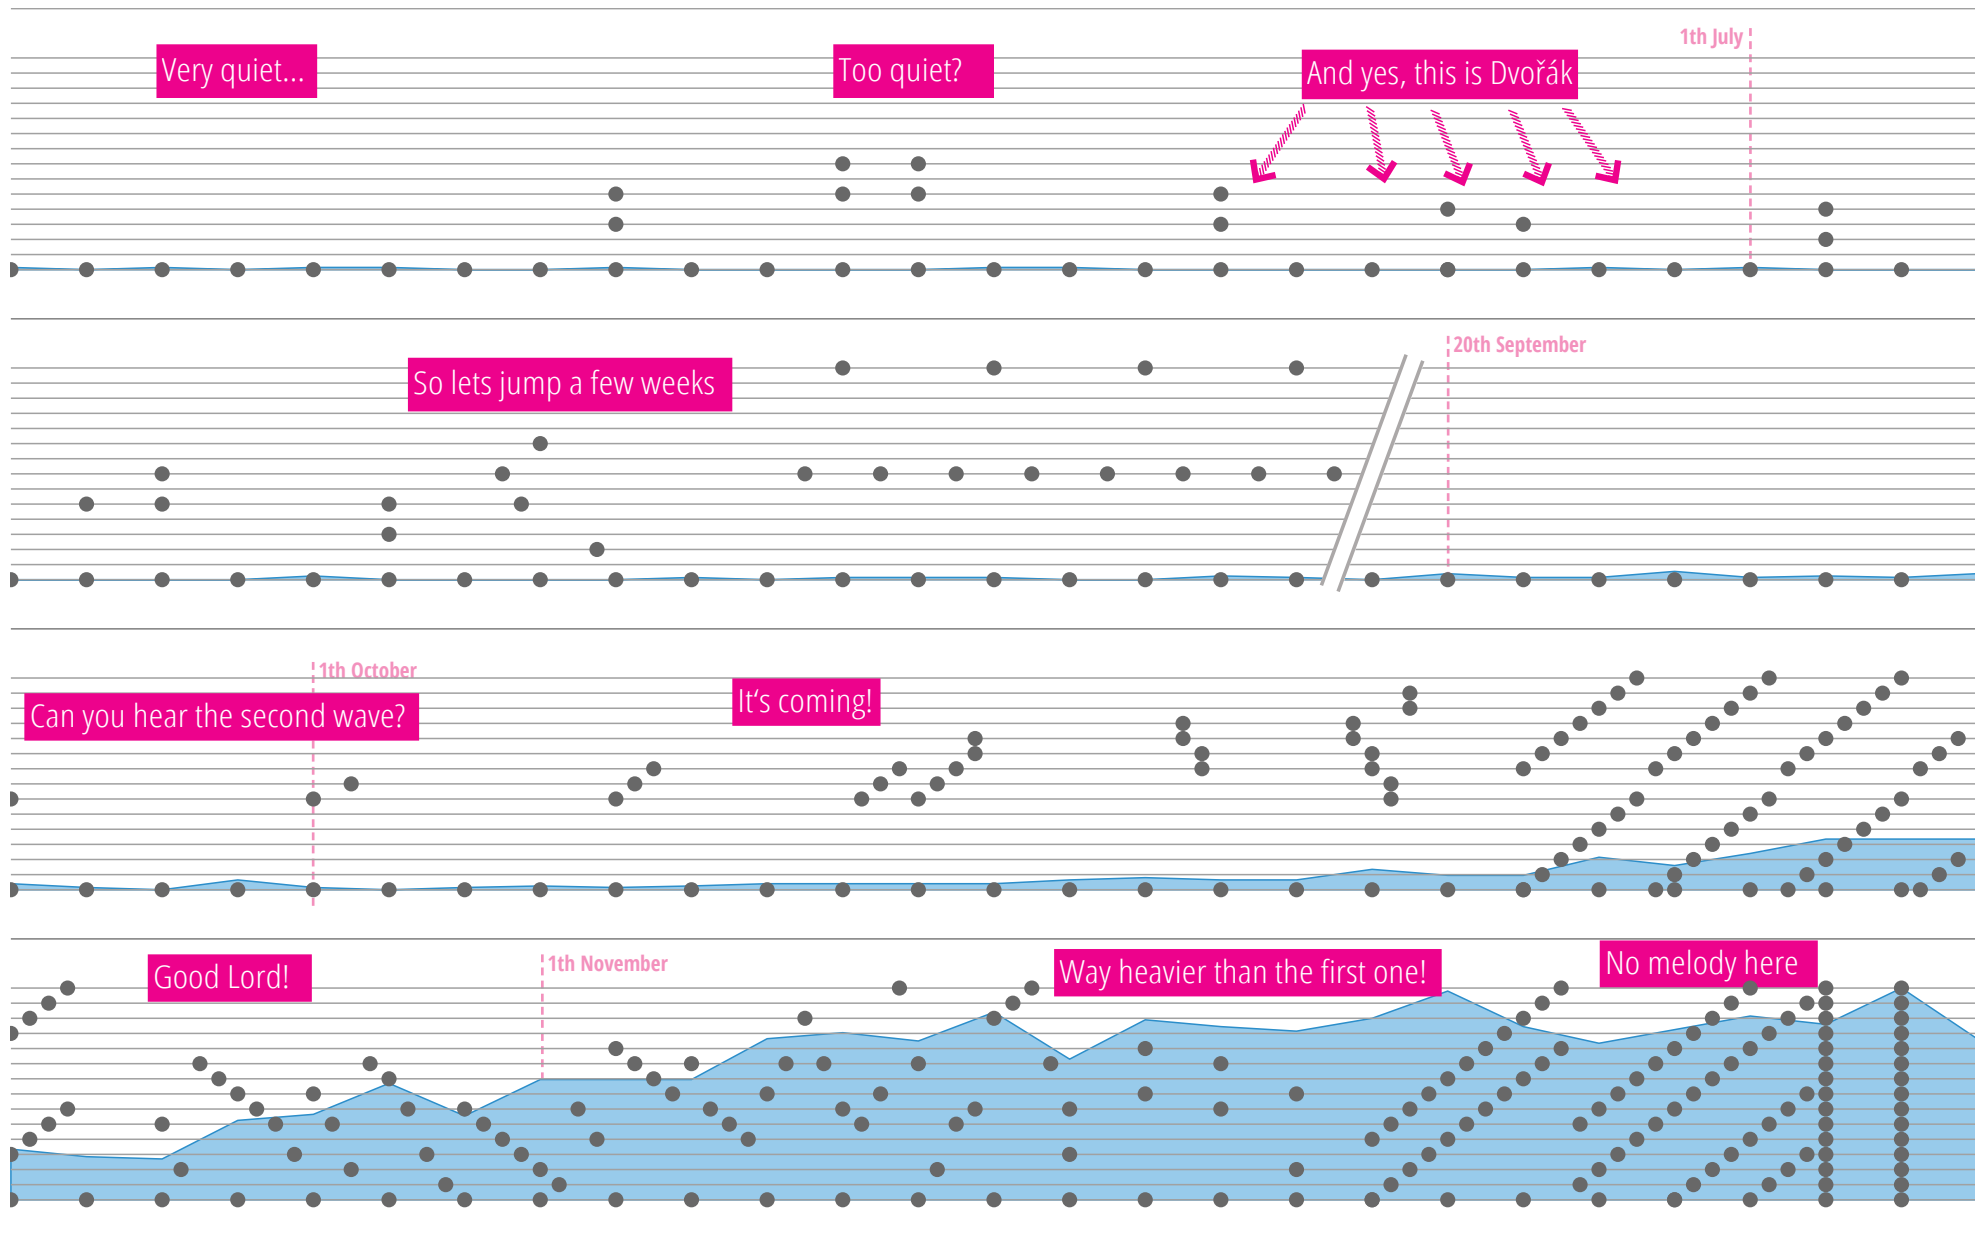 Very quiet...
Too quiet?
And yes, this is Dvořák
1th July
So lets jump a few weeks
20th September
1th October
Can you hear the second wave?
It‘s coming!
Good Lord!
1th November
Way heavier than the first one!
No melody here